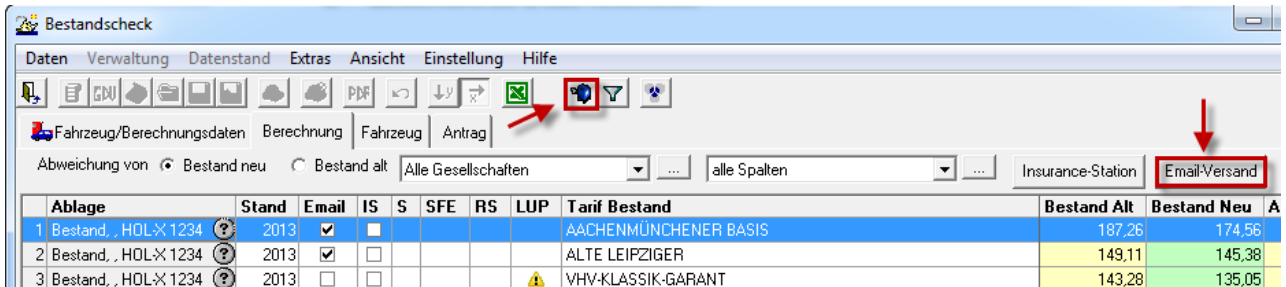 Bestandscheck
Daten Verwaltung Datenstand Extras Ansicht Einstellung Hilfe
GDV PDF
Fahrzeug/Berechnungsdaten Berechnung Fahrzeug Antrag
Abweichung von Bestand neu Bestand alt Alle Gesellschaften ... alle Spalten ... Insurance-Station Email-Versand
Ablage Stand Email IS S SFE RS LUP Tarif Bestand Bestand Alt Bestand Neu A
1 Bestand, , HOL-X 1234 ? 2013 AACHENMÜNCHENER BASIS 187,26 174,56
2 Bestand, , HOL-X 1234 ? 2013 ALTE LEIPZIGER 149,11 145,38
3 Bestand, , HOL-X 1234 ? 2013 VHV-KLASSIK-GARANT 143,28 135,05